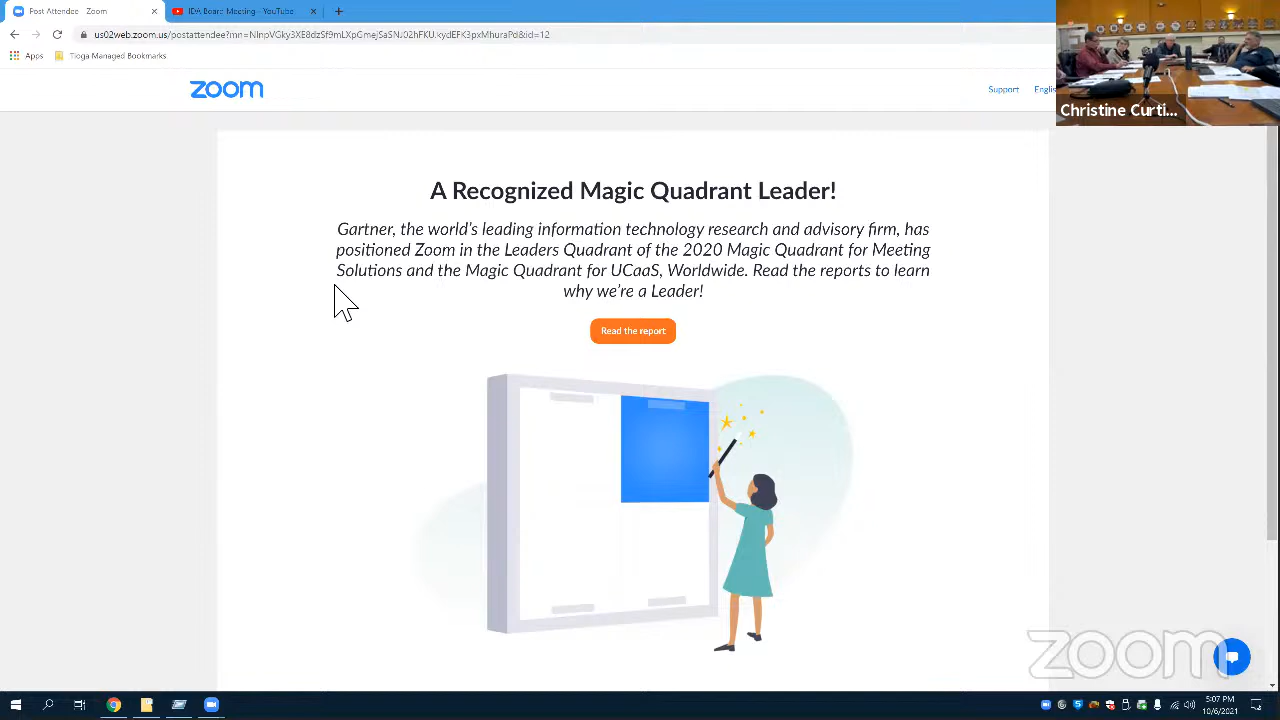 Post Attendee - Zoom
IDA Board Meeting - YouTube
Apps
Tioga Managed Bookmarks
zoom
Support
Englis
Christine Curti...
A Recognized Magic Quadrant Leader!
Gartner, the world's leading information technology research and advisory firm, has
positioned Zoom in the Leaders Quadrant of the 2020 Magic Quadrant for Meeting
Solutions and the Magic Quadrant for UCaaS, Worldwide. Read the reports to learn
why we're a Leader!
Read the report
zoom
5:07 PM
10/6/2021